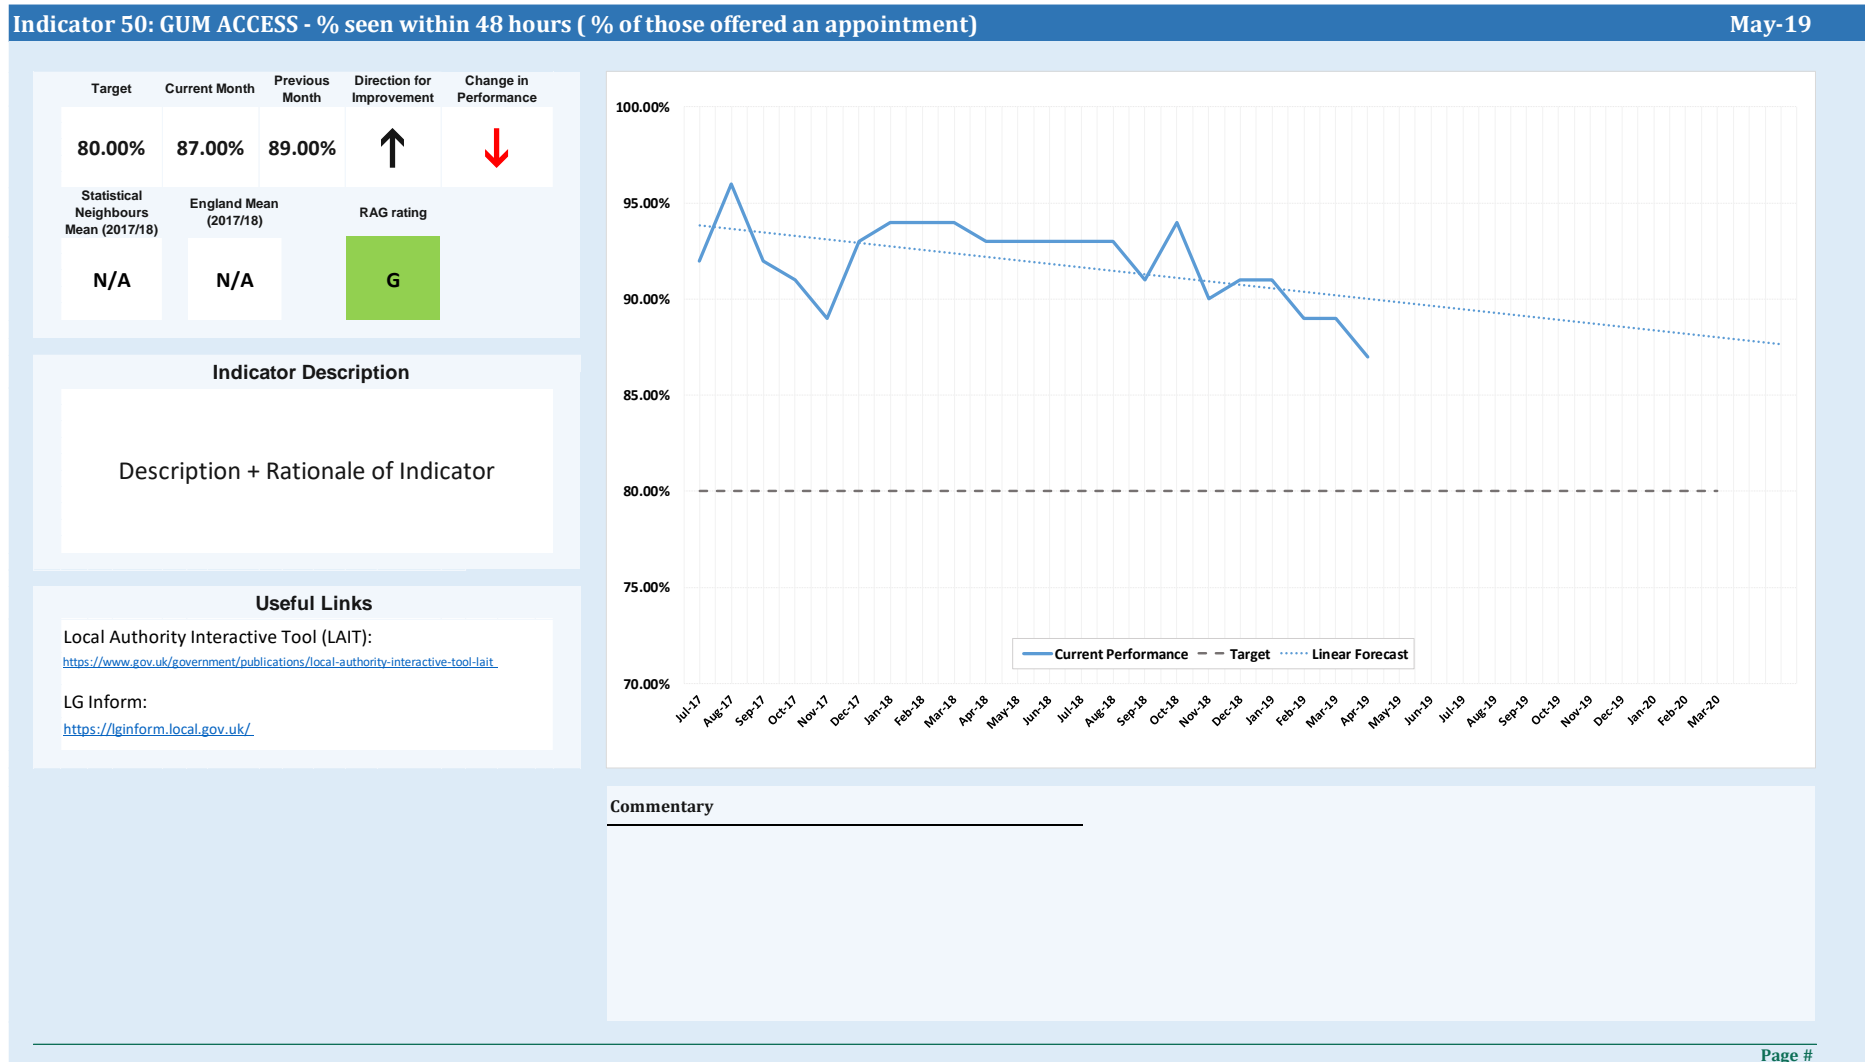 Indicator 50: GUM ACCESS - % seen within 48 hours ( % of those offered an appointment)
May-19
Target
Current Month
Previous
Month
Direction for
Improvement
Change in
Performance
80.00%
87.00%
89.00%
↑
↓
Statistical
Neighbours
Mean (2017/18)
England Mean
(2017/18)
RAG rating
N/A
N/A
G
Indicator Description
Description + Rationale of Indicator
Useful Links
Local Authority Interactive Tool (LAIT):
https://www.gov.uk/government/publications/local-authority-interactive-tool-lait
LG Inform:
https://lginform.local.gov.uk/
100.00%
95.00%
90.00%
85.00%
80.00%
75.00%
70.00%
Current Performance
Target
Linear Forecast
Jul-17
Aug-17
Sep-17
Oct-17
Nov-17
Dec-17
Jan-18
Feb-18
Mar-18
Apr-18
May-18
Jun-18
Jul-18
Aug-18
Sep-18
Oct-18
Nov-18
Dec-18
Jan-19
Feb-19
Mar-19
Apr-19
May-19
Jun-19
Jul-19
Aug-19
Sep-19
Oct-19
Nov-19
Dec-19
Jan-20
Feb-20
Mar-20
Commentary
Page #